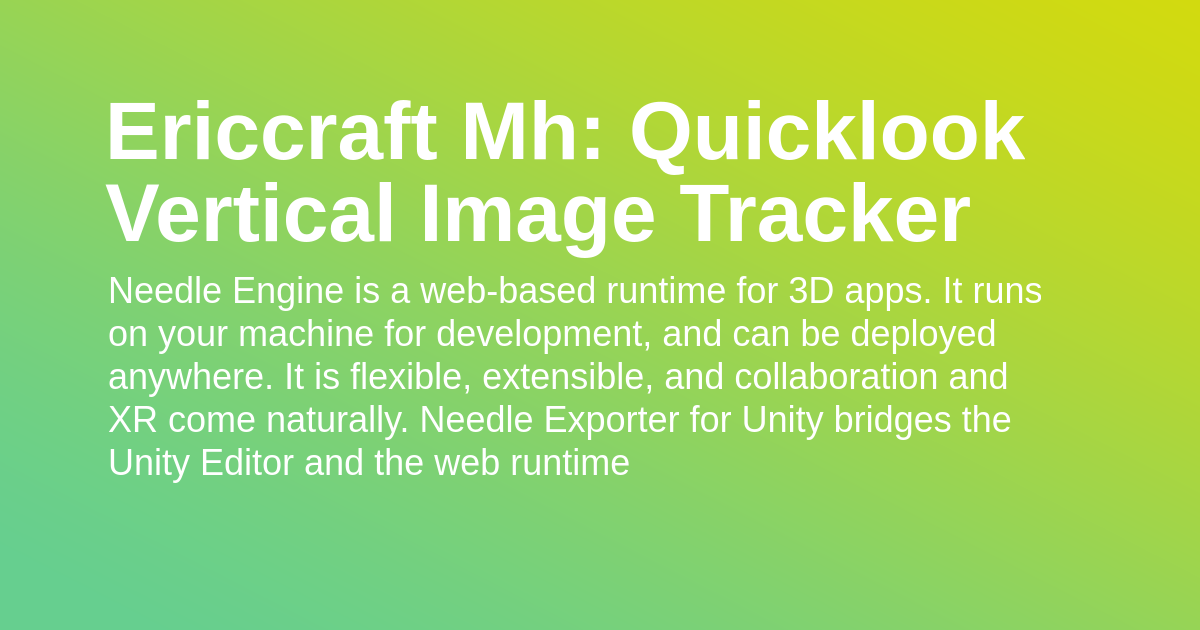 Ericcraft Mh: Quicklook
Vertical Image Tracker
Needle Engine is a web-based runtime for 3D apps. It runs
on your machine for development, and can be deployed
anywhere. It is flexible, extensible, and collaboration and
XR come naturally. Needle Exporter for Unity bridges the
Unity Editor and the web runtime